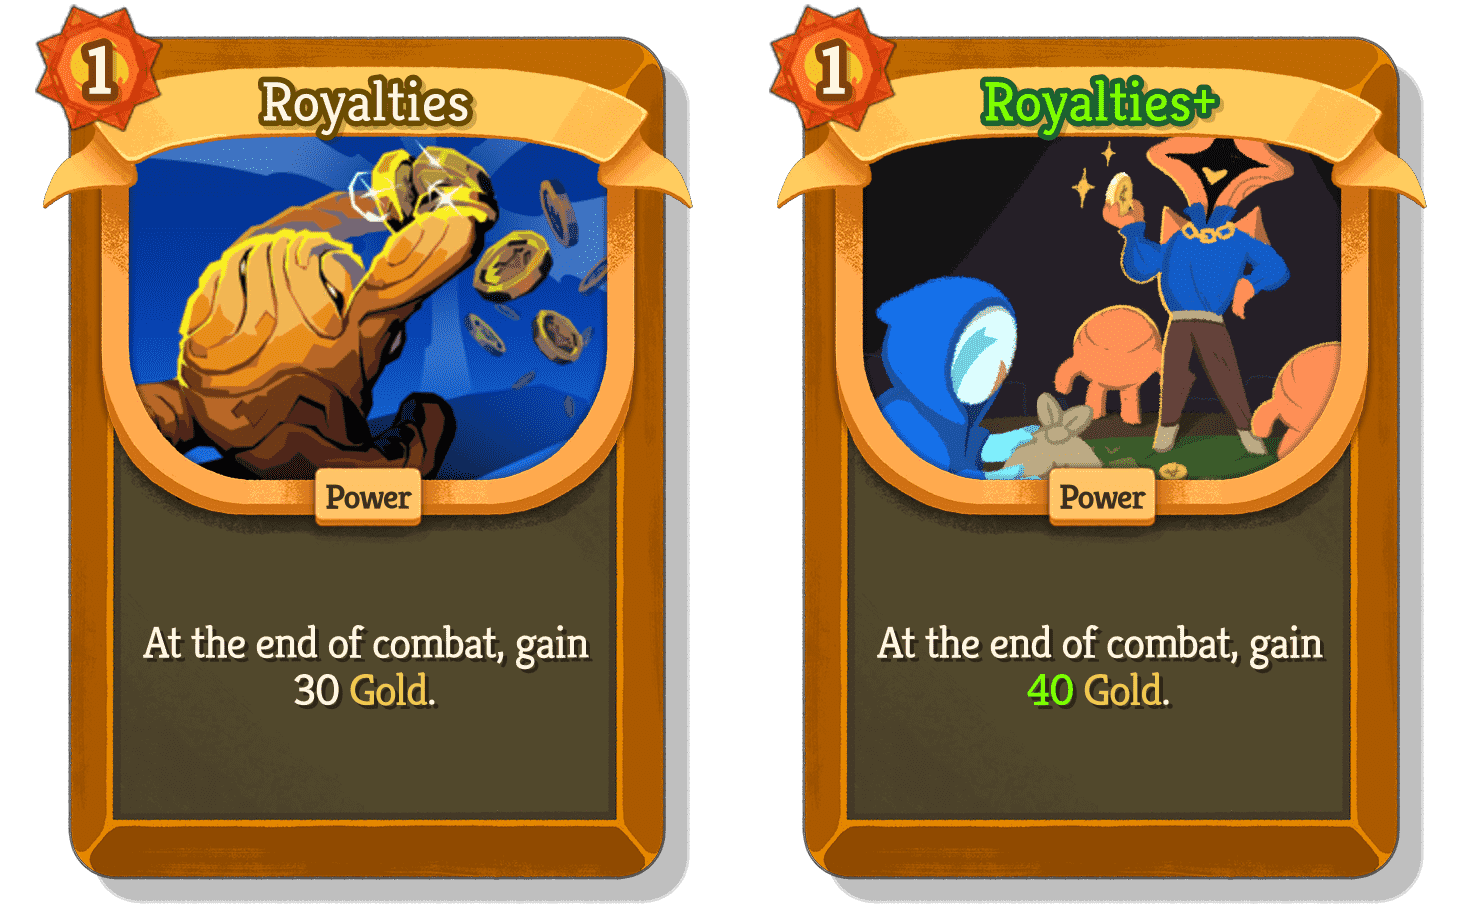 1
Royalties
Power
At the end of combat, gain
30 Gold.
1
Royalties+
Power
At the end of combat, gain
40 Gold.